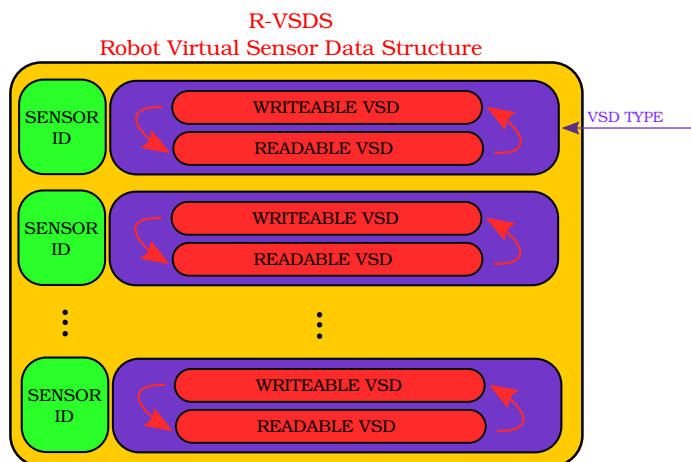 R-VSDS
Robot Virtual Sensor Data Structure
SENSOR
ID
WRITEABLE VSD
READABLE VSD
VSD TYPE
SENSOR
ID
WRITEABLE VSD
READABLE VSD
SENSOR
ID
WRITEABLE VSD
READABLE VSD